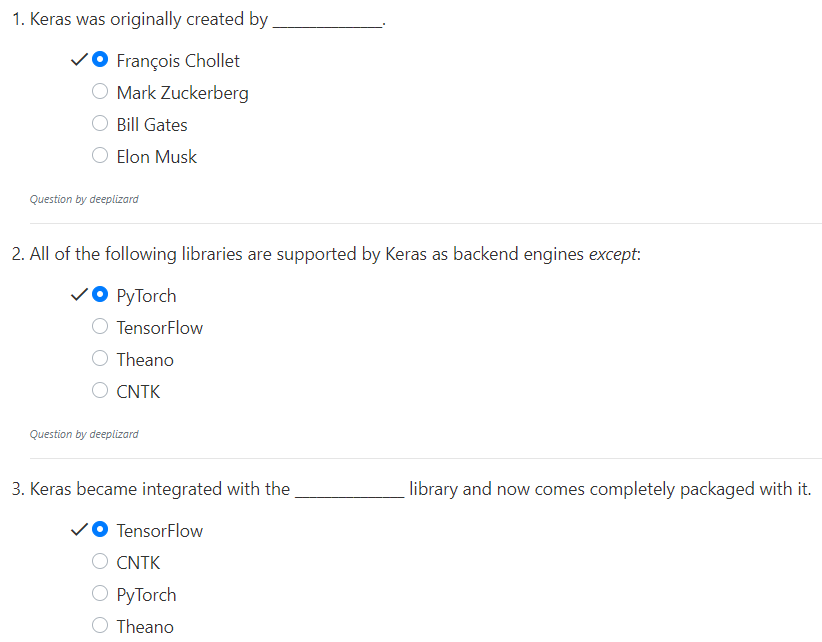 1. Keras was originally created by _____________.
François Chollet
Mark Zuckerberg
Bill Gates
Elon Musk
Question by deeplizard
2. All of the following libraries are supported by Keras as backend engines except:
PyTorch
TensorFlow
Theano
CNTK
Question by deeplizard
3. Keras became integrated with the _____________ library and now comes completely packaged with it.
TensorFlow
CNTK
PyTorch
Theano